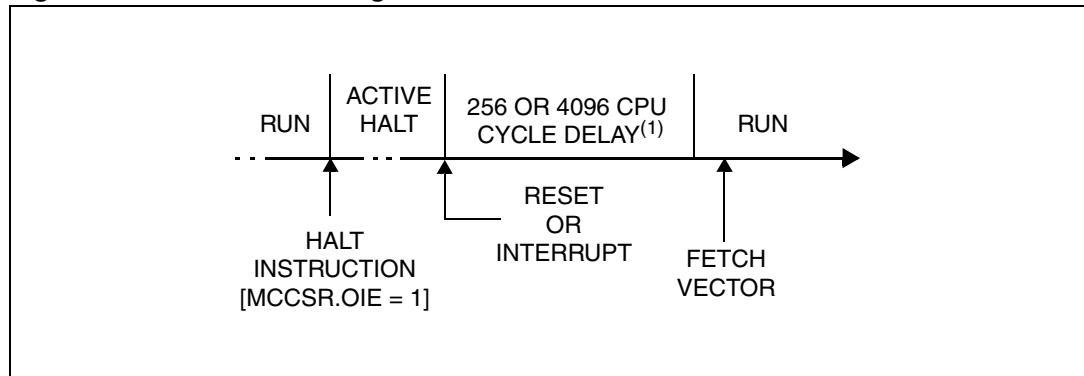 RUN
ACTIVE
HALT
256 OR 4096 CPU
CYCLE DELAY(1)
RUN
HALT
INSTRUCTION
[MCCSR.OIE = 1]
RESET
OR
INTERRUPT
FETCH
VECTOR